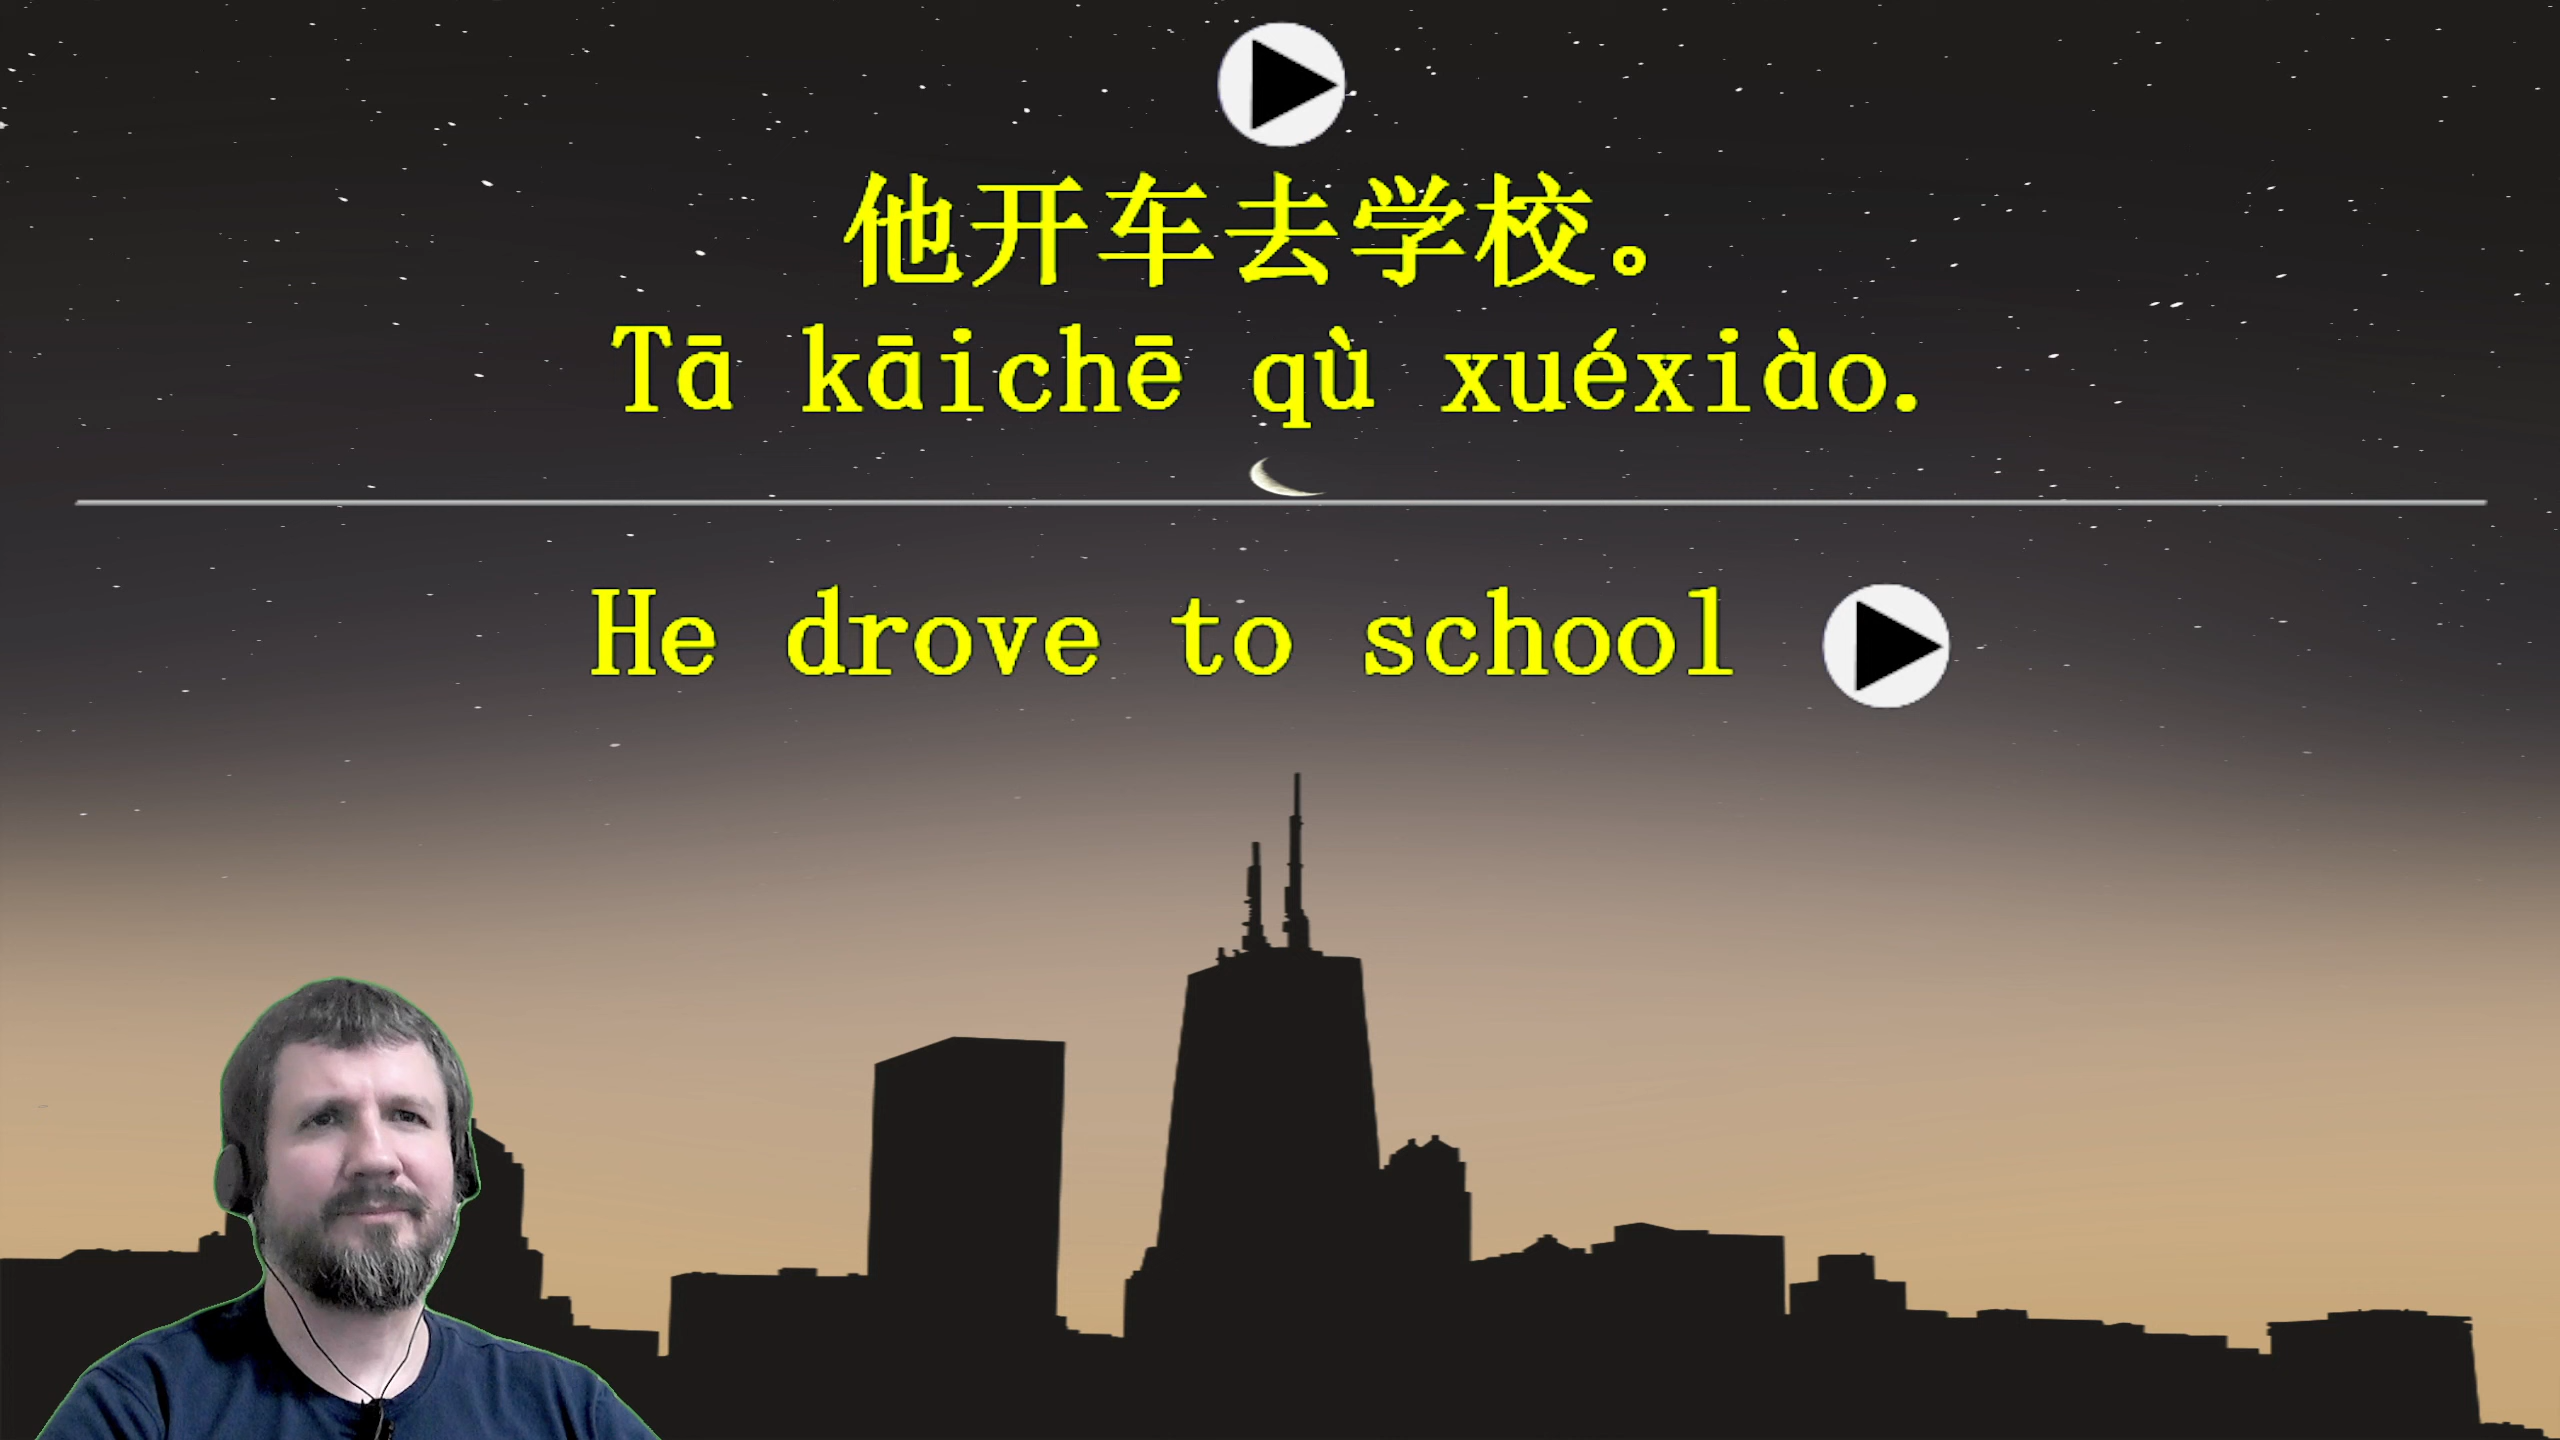 他开车去学校。
Tā kāichē qù xuéxiào.
He drove to school